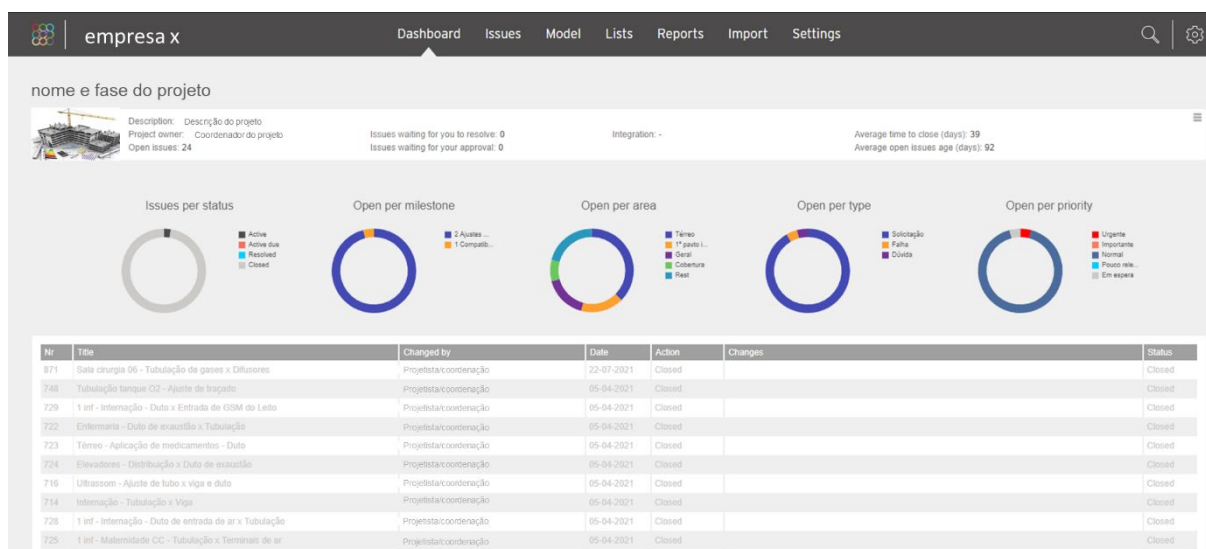 empresa x
Dashboard Issues Model Lists Reports Import Settings
nome e fase do projeto
Description: Descrição do projeto
Project owner: Coordenador do projeto
Open issues: 24
Issues waiting for you to resolve: 0
Issues waiting for your approval: 0
Integration: -
Average time to close (days): 39
Average open issues age (days): 92
Issues per status
Active
Active due
Resolved
Closed
Open per milestone
2 Ajustes ...
1 Compatib...
Open per area
Térreo
1º pavto i...
Geral
Cobertura
Rest
Open per type
Solicitação
Falha
Dúvida
Open per priority
Urgente
Importante
Normal
Pouco rele...
Em espera
Nr Title Changed by Date Action Changes Status
871 Sala cirurgia 06 - Tubulação de gases x Difusores Projetista/coordenação 22-07-2021 Closed Closed
748 Tubulação tanque O2 - Ajuste de traçado Projetista/coordenação 05-04-2021 Closed Closed
729 1 inf - Internação - Duto x Entrada de GSM do Leito Projetista/coordenação 05-04-2021 Closed Closed
722 Enfermaria - Duto de exaustão x Tubulação Projetista/coordenação 05-04-2021 Closed Closed
723 Térreo - Aplicação de medicamentos - Duto Projetista/coordenação 05-04-2021 Closed Closed
724 Elevadores - Distribuição x Duto de exaustão Projetista/coordenação 05-04-2021 Closed Closed
716 Ultrassom - Ajuste de tubo x viga e duto Projetista/coordenação 05-04-2021 Closed Closed
714 Internação - Tubulação x Viga Projetista/coordenação 05-04-2021 Closed Closed
728 1 inf - Internação - Duto de entrada de ar x Tubulação Projetista/coordenação 05-04-2021 Closed Closed
725 1 inf - Maternidade CC - Tubulação x Terminais de ar Projetista/coordenação 05-04-2021 Closed Closed